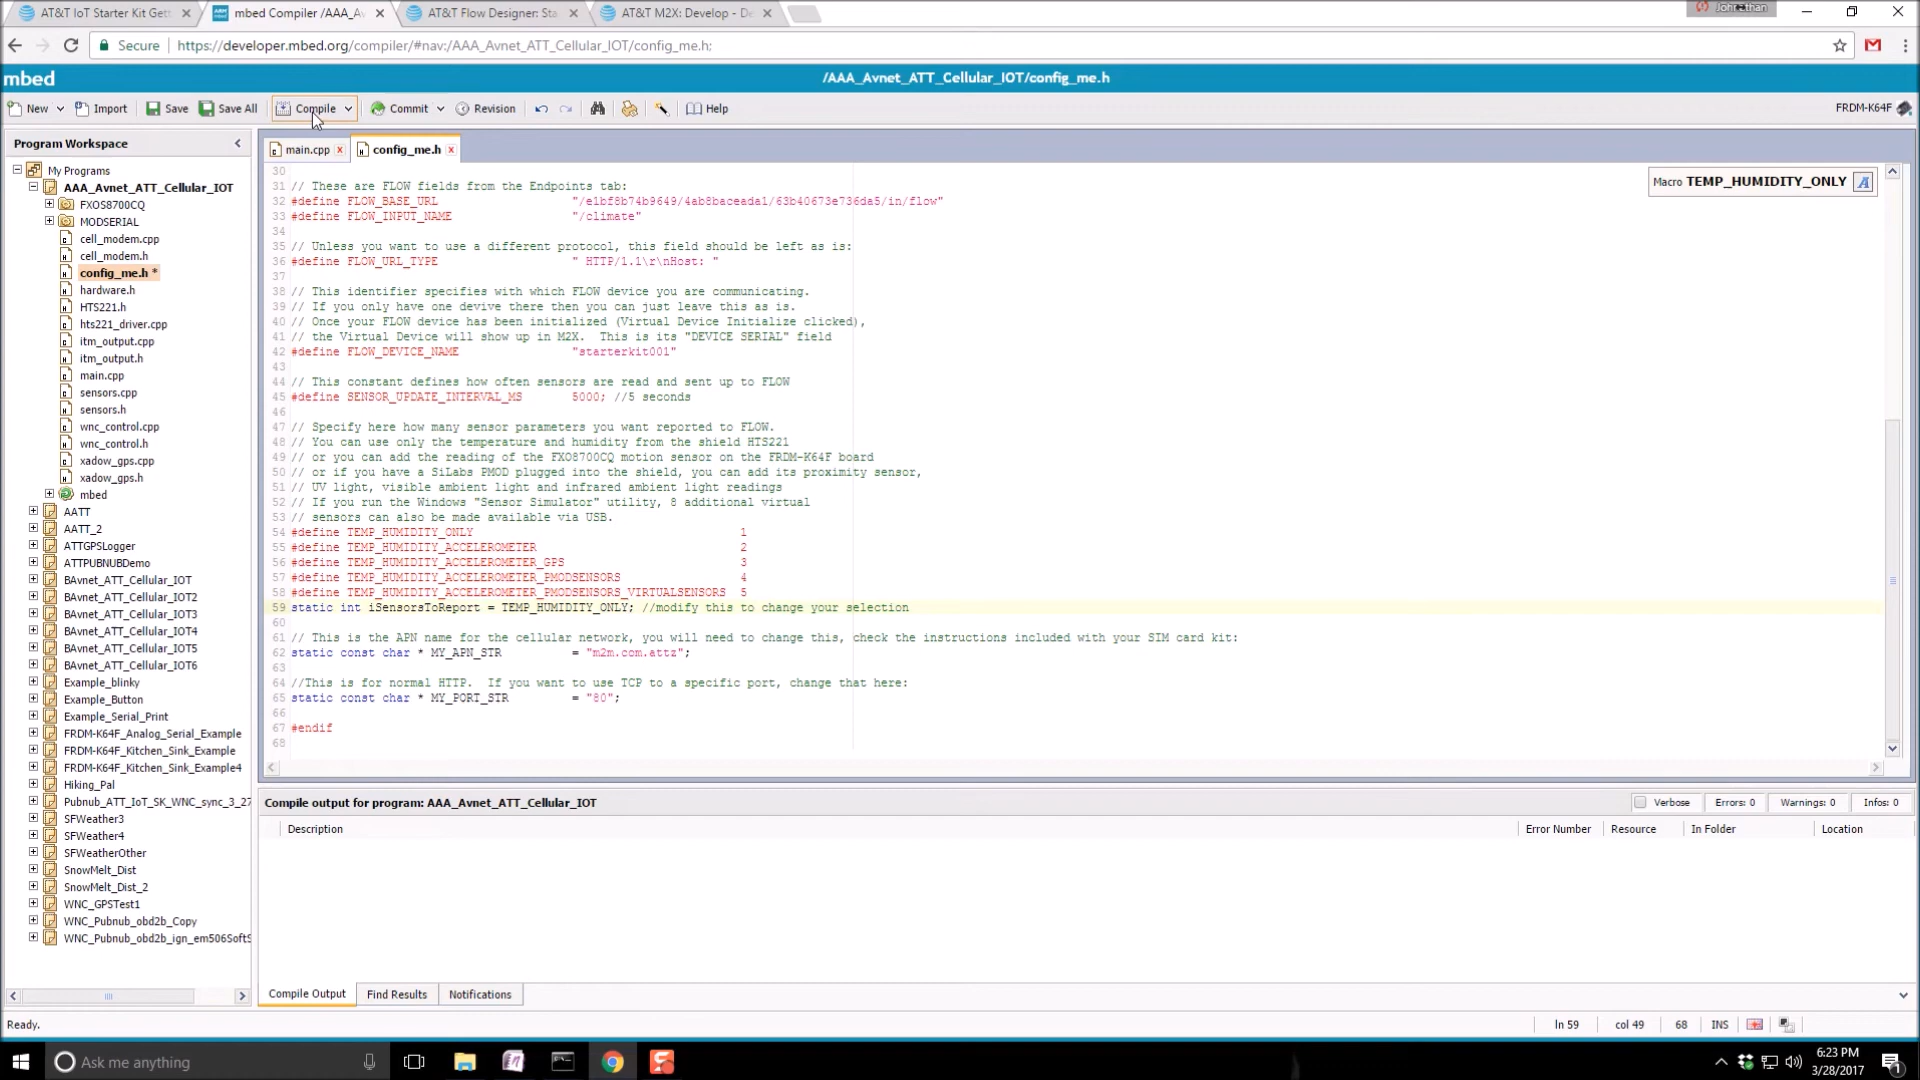 AT&T IoT Starter Kit Gett
mbed Compiler /AAA_A
AT&T Flow Designer: Sta
AT&T M2X: Develop - De
Johnathan
Secure
https://developer.mbed.org/compiler/#nav:/AAA_Avnet_ATT_Cellular_IOT/config_me.h;
mbed
/AAA_Avnet_ATT_Cellular_IOT/config_me.h
New
Import
Save
Save All
Compile
Commit
Revision
Help
FRDM-K64F
Program Workspace
My Programs
AAA_Avnet_ATT_Cellular_IOT
FXOS8700CQ
MODSERIAL
cell_modem.cpp
cell_modem.h
config_me.h *
hardware.h
HTS221.h
hts221_driver.cpp
itm_output.cpp
itm_output.h
main.cpp
sensors.cpp
sensors.h
wnc_control.cpp
wnc_control.h
xadow_gps.cpp
xadow_gps.h
mbed
AATT
AATT_2
ATTGPSLogger
ATTPUBNUBDemo
BAvnet_ATT_Cellular_IOT
BAvnet_ATT_Cellular_IOT2
BAvnet_ATT_Cellular_IOT3
BAvnet_ATT_Cellular_IOT4
BAvnet_ATT_Cellular_IOT5
BAvnet_ATT_Cellular_IOT6
Example_blinky
Example_Button
Example_Serial_Print
FRDM-K64F_Analog_Serial_Example
FRDM-K64F_Kitchen_Sink_Example
FRDM-K64F_Kitchen_Sink_Example4
Hiking_Pal
Pubnub_ATT_IoT_SK_WNC_sync_3_27
SFWeather3
SFWeather4
SFWeatherOther
SnowMelt_Dist
SnowMelt_Dist_2
WNC_GPSTest1
WNC_Pubnub_obd2b_Copy
WNC_Pubnub_obd2b_ign_em506SoftS
main.cpp
config_me.h
Macro TEMP_HUMIDITY_ONLY
30
31 // These are FLOW fields from the Endpoints tab:
32 #define FLOW_BASE_URL "/e1bf8b74b9649/4ab8baceada1/63b40673e736da5/in/flow"
33 #define FLOW_INPUT_NAME "/climate"
34
35 // Unless you want to use a different protocol, this field should be left as is:
36 #define FLOW_URL_TYPE " HTTP/1.1\r\nHost: "
37
38 // This identifier specifies with which FLOW device you are communicating.
39 // If you only have one devive there then you can just leave this as is.
40 // Once your FLOW device has been initialized (Virtual Device Initialize clicked),
41 // the Virtual Device will show up in M2X. This is its "DEVICE SERIAL" field
42 #define FLOW_DEVICE_NAME "starterkit001"
43
44 // This constant defines how often sensors are read and sent up to FLOW
45 #define SENSOR_UPDATE_INTERVAL_MS 5000; //5 seconds
46
47 // Specify here how many sensor parameters you want reported to FLOW.
48 // You can use only the temperature and humidity from the shield HTS221
49 // or you can add the reading of the FXO8700CQ motion sensor on the FRDM-K64F board
50 // or if you have a SiLabs PMOD plugged into the shield, you can add its proximity sensor,
51 // UV light, visible ambient light and infrared ambient light readings
52 // If you run the Windows "Sensor Simulator" utility, 8 additional virtual
53 // sensors can also be made available via USB.
54 #define TEMP_HUMIDITY_ONLY 1
55 #define TEMP_HUMIDITY_ACCELEROMETER 2
56 #define TEMP_HUMIDITY_ACCELEROMETER_GPS 3
57 #define TEMP_HUMIDITY_ACCELEROMETER_PMODSENSORS 4
58 #define TEMP_HUMIDITY_ACCELEROMETER_PMODSENSORS_VIRTUALSENSORS 5
59 static int iSensorsToReport = TEMP_HUMIDITY_ONLY; //modify this to change your selection
60
61 // This is the APN name for the cellular network, you will need to change this, check the instructions included with your SIM card kit:
62 static const char * MY_APN_STR = "m2m.com.attz";
63
64 //This is for normal HTTP. If you want to use TCP to a specific port, change that here:
65 static const char * MY_PORT_STR = "80";
66
67 #endif
68
Compile output for program: AAA_Avnet_ATT_Cellular_IOT
Verbose
Errors: 0
Warnings: 0
Infos: 0
Description
Error Number
Resource
In Folder
Location
Compile Output
Find Results
Notifications
Ready.
ln 59
col 49
68
INS
Ask me anything
6:23 PM
3/28/2017
1